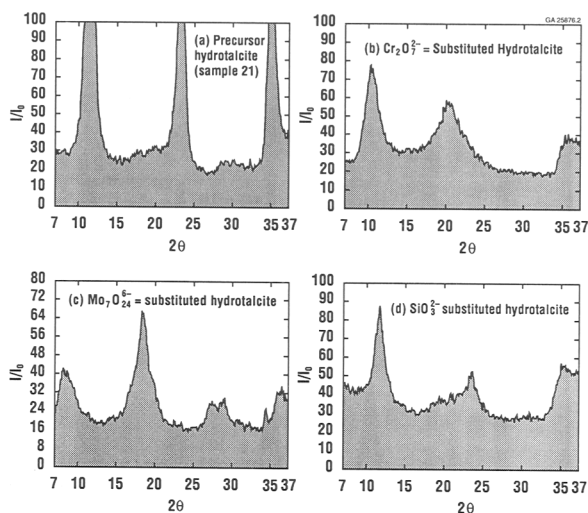 GA 25876.2
100
90
80
70
60
50
40
30
20
10
0
I/I₀
(a) Precursor
hydrotalcite
(sample 21)
7 10 15 20 25 30 35 37
2θ
100
90
80
70
60
50
40
30
20
10
0
I/I₀
(b) Cr₂O₇²⁻ = Substituted Hydrotalcite
7 10 15 20 25 30 35 37
2θ
80
72
64
56
48
40
32
24
16
8
0
I/I₀
(c) Mo₇O₂₄⁶⁻ = substituted hydrotalcite
7 10 15 20 25 30 35 37
2θ
100
90
80
70
60
50
40
30
20
10
0
I/I₀
(d) SiO₃²⁻ substituted hydrotalcite
7 10 15 20 25 30 35 37
2θ